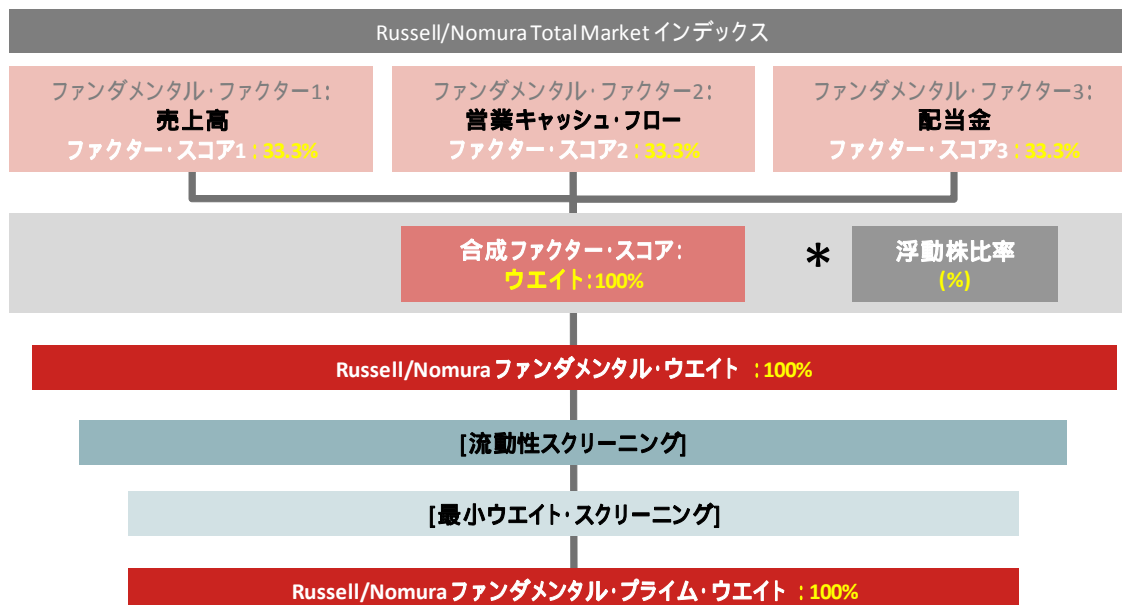 Russell/Nomura Total Market インデックス
ファンダメンタル・ファクター1:
売上高
ファクター・スコア1 : 33.3%
ファンダメンタル・ファクター2:
営業キャッシュ・フロー
ファクター・スコア2 : 33.3%
ファンダメンタル・ファクター3:
配当金
ファクター・スコア3 : 33.3%
合成ファクター・スコア:
ウエイト:100%
*
浮動株比率
(%)
Russell/Nomura ファンダメンタル・ウエイト : 100%
[流動性スクリーニング]
[最小ウエイト・スクリーニング]
Russell/Nomura ファンダメンタル・プライム・ウエイト : 100%